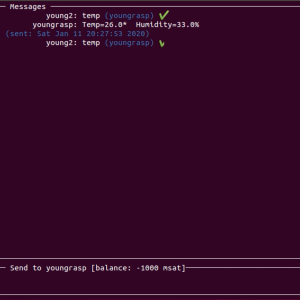 Messages
young2: temp (youngrasp) ✔
youngrasp: Temp=26.0* Humidity=33.0%
(sent: Sat Jan 11 20:27:53 2020)
young2: temp (youngrasp) ✔
Send to youngrasp [balance: -1000 msat]